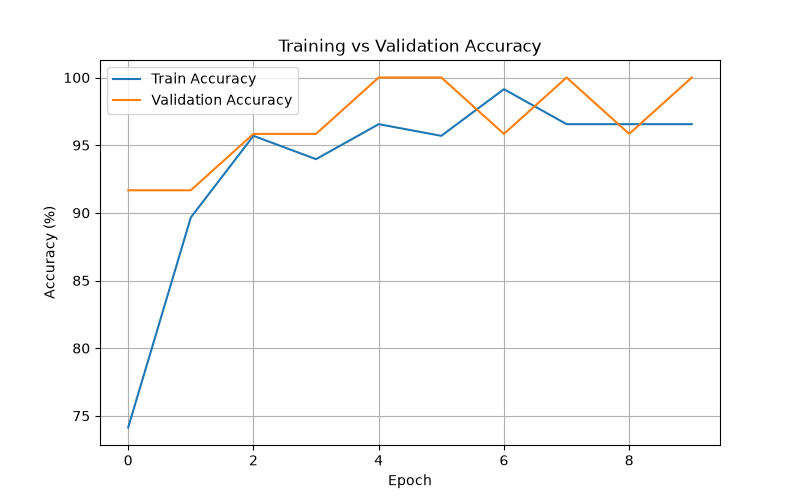 Training vs Validation Accuracy
Train Accuracy
Validation Accuracy
100
95
90
85
80
75
Accuracy (%)
0 2 4 6 8
Epoch